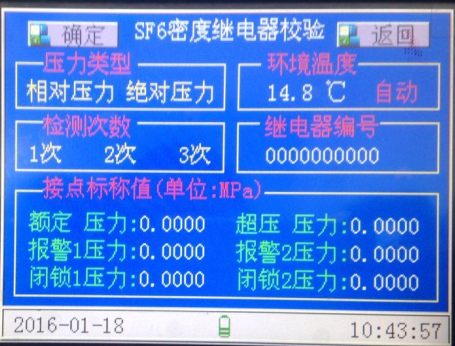 确定 SF6密度继电器校验 返回
压力类型 环境温度
相对压力 绝对压力 14.8 ℃ 自动
检测次数 继电器编号
1次 2次 3次 0000000000
接点标称值(单位:MPa)
额定 压力:0.0000 超压 压力:0.0000
报警1压力:0.0000 报警2压力:0.0000
闭锁1压力:0.0000 闭锁2压力:0.0000
2016-01-18 10:43:57